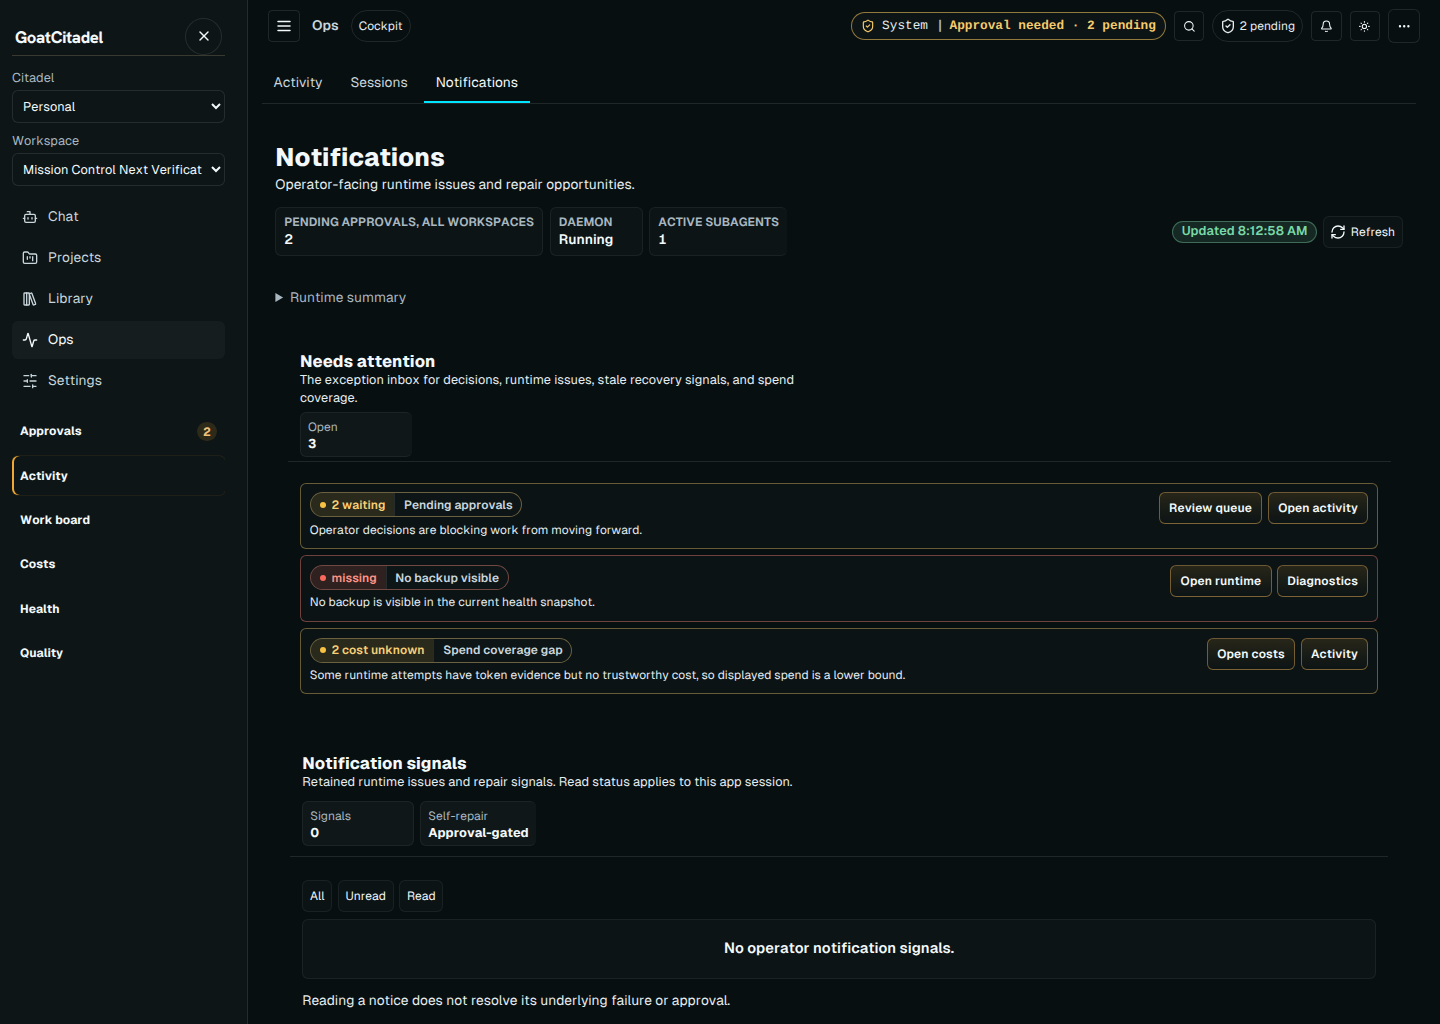 GoatCitadel
Citadel
Personal
Workspace
Mission Control Next Verificat
Chat
Projects
Library
Ops
Settings
Approvals 2
Activity
Work board
Costs
Health
Quality
Ops Cockpit
System | Approval needed · 2 pending
2 pending
Activity Sessions Notifications
Notifications
Operator-facing runtime issues and repair opportunities.
PENDING APPROVALS, ALL WORKSPACES
2
DAEMON
Running
ACTIVE SUBAGENTS
1
Updated 8:12:58 AM
Refresh
Runtime summary
Needs attention
The exception inbox for decisions, runtime issues, stale recovery signals, and spend
coverage.
Open
3
2 waiting Pending approvals
Operator decisions are blocking work from moving forward.
Review queue Open activity
missing No backup visible
No backup is visible in the current health snapshot.
Open runtime Diagnostics
2 cost unknown Spend coverage gap
Some runtime attempts have token evidence but no trustworthy cost, so displayed spend is a lower bound.
Open costs Activity
Notification signals
Retained runtime issues and repair signals. Read status applies to this app session.
Signals
0
Self-repair
Approval-gated
All Unread Read
No operator notification signals.
Reading a notice does not resolve its underlying failure or approval.